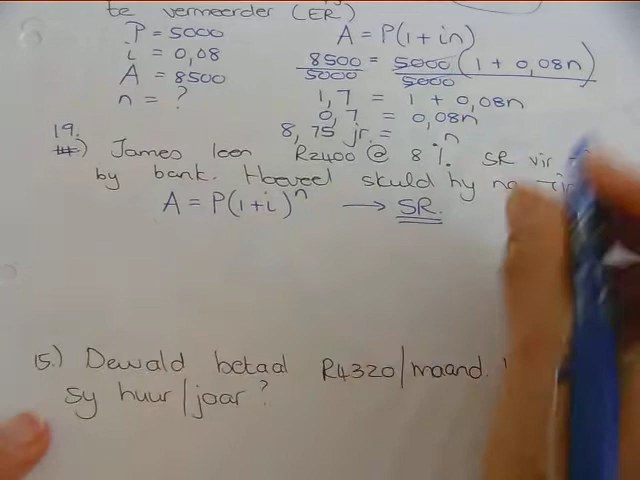 te vermeerder (ER)
P = 5000
i = 0,08
A = 8500
n = ?
A = P(1 + in)
8500/5000 = 5000/5000 (1 + 0,08n)
1,7 = 1 + 0,08n
0,7 = 0,08n
8,75 jr. = n
19.) James leen R2400 @ 8 % SR vir
by bank. Hoeveel skuld hy na
A = P(1+i)^n → SR.
15.) Dewald betaal R4320/maand.
sy huur/jaar?